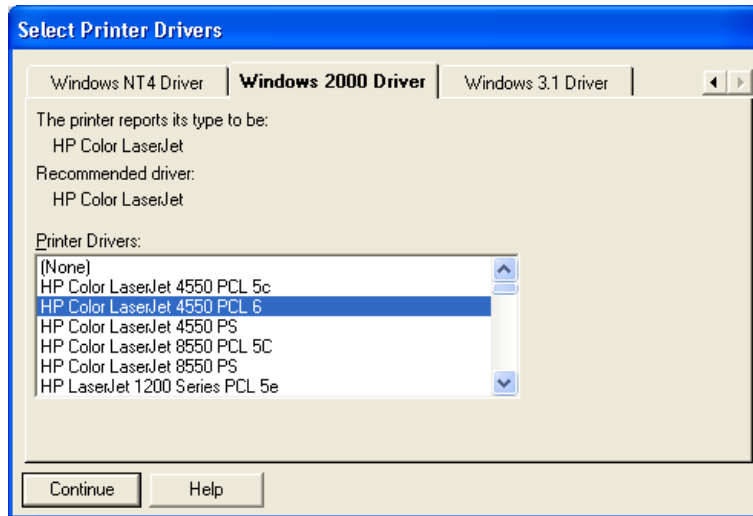 Select Printer Drivers
Windows NT4 Driver Windows 2000 Driver Windows 3.1 Driver
The printer reports its type to be:
HP Color LaserJet
Recommended driver:
HP Color LaserJet
Printer Drivers:
(None)
HP Color LaserJet 4550 PCL 5c
HP Color LaserJet 4550 PCL 6
HP Color LaserJet 4550 PS
HP Color LaserJet 8550 PCL 5C
HP Color LaserJet 8550 PS
HP LaserJet 1200 Series PCL 5e
Continue Help